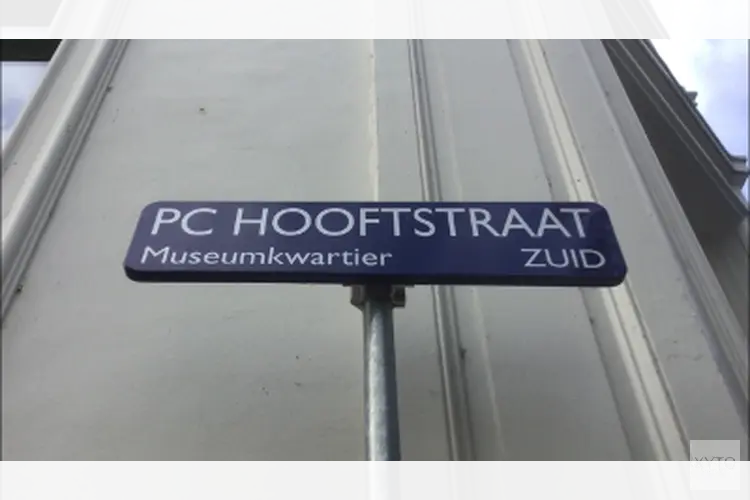 PC HOOFTSTRAAT
Museumkwartier ZUID